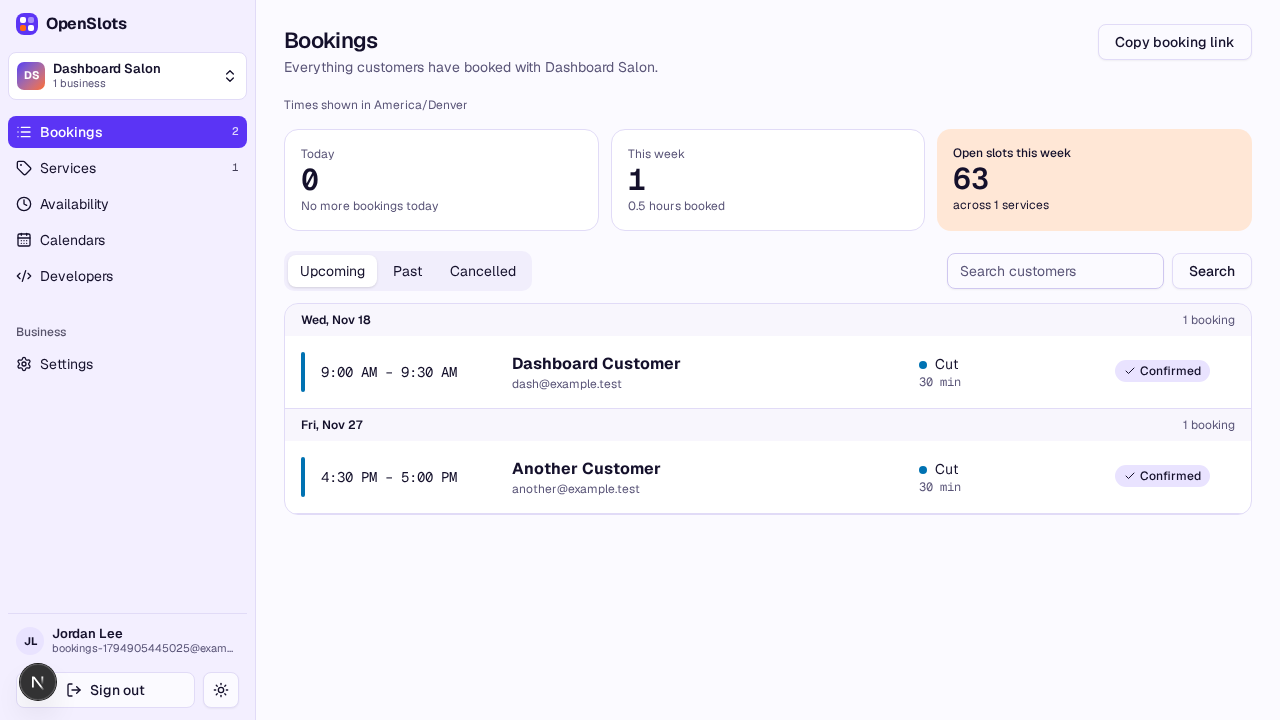 OpenSlots
DS
Dashboard Salon
1 business
Bookings 2
Services 1
Availability
Calendars
Developers
Business
Settings
JL
Jordan Lee
bookings-1794905445025@exam…
N
Sign out
Bookings
Everything customers have booked with Dashboard Salon.
Copy booking link
Times shown in America/Denver
Today
0
No more bookings today
This week
1
0.5 hours booked
Open slots this week
63
across 1 services
Upcoming Past Cancelled
Search customers
Search
Wed, Nov 18 1 booking
9:00 AM – 9:30 AM
Dashboard Customer
dash@example.test
Cut
30 min
Confirmed
Fri, Nov 27 1 booking
4:30 PM – 5:00 PM
Another Customer
another@example.test
Cut
30 min
Confirmed